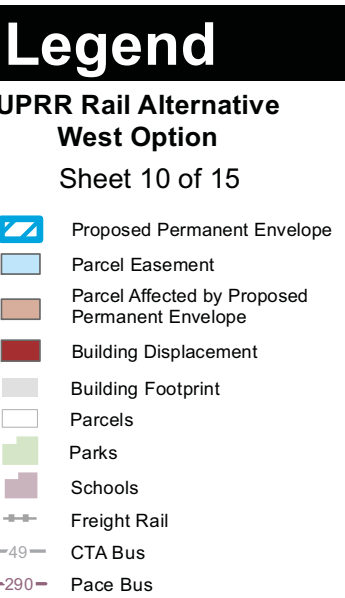 Legend
UPRR Rail Alternative
West Option
Sheet 10 of 15
Proposed Permanent Envelope
Parcel Easement
Parcel Affected by Proposed
Permanent Envelope
Building Displacement
Building Footprint
Parcels
Parks
Schools
Freight Rail
49 CTA Bus
290 Pace Bus